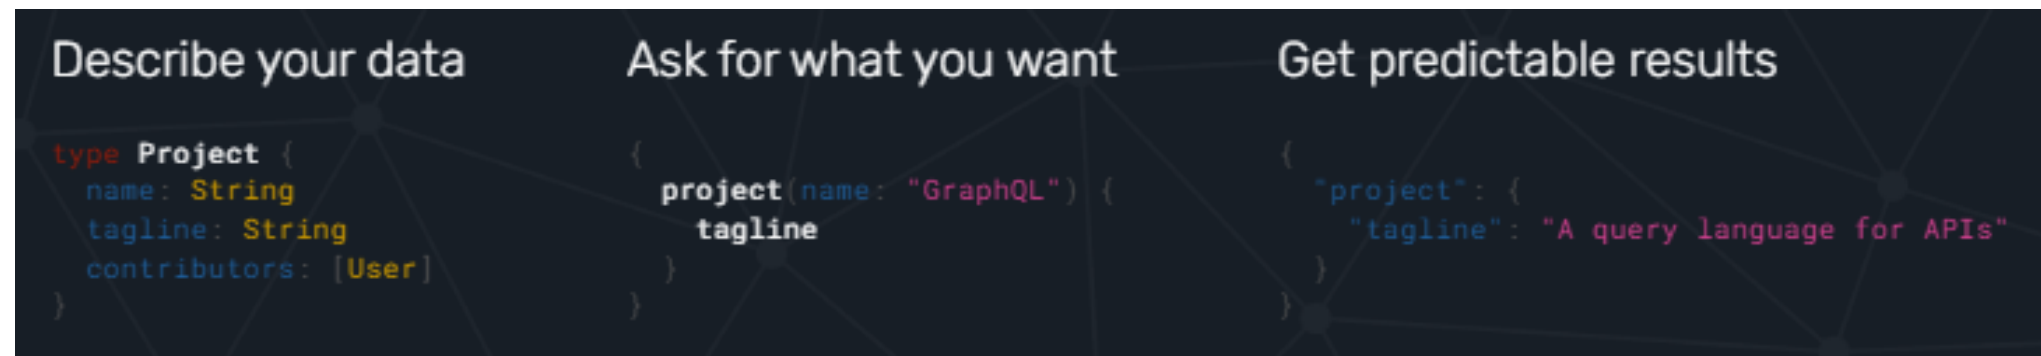 Describe your data
type Project {
  name: String
  tagline: String
  contributors: [User]
}
Ask for what you want
{
  project(name: "GraphQL") {
    tagline
  }
}
Get predictable results
{
  "project": {
    "tagline": "A query language for APIs"
  }
}